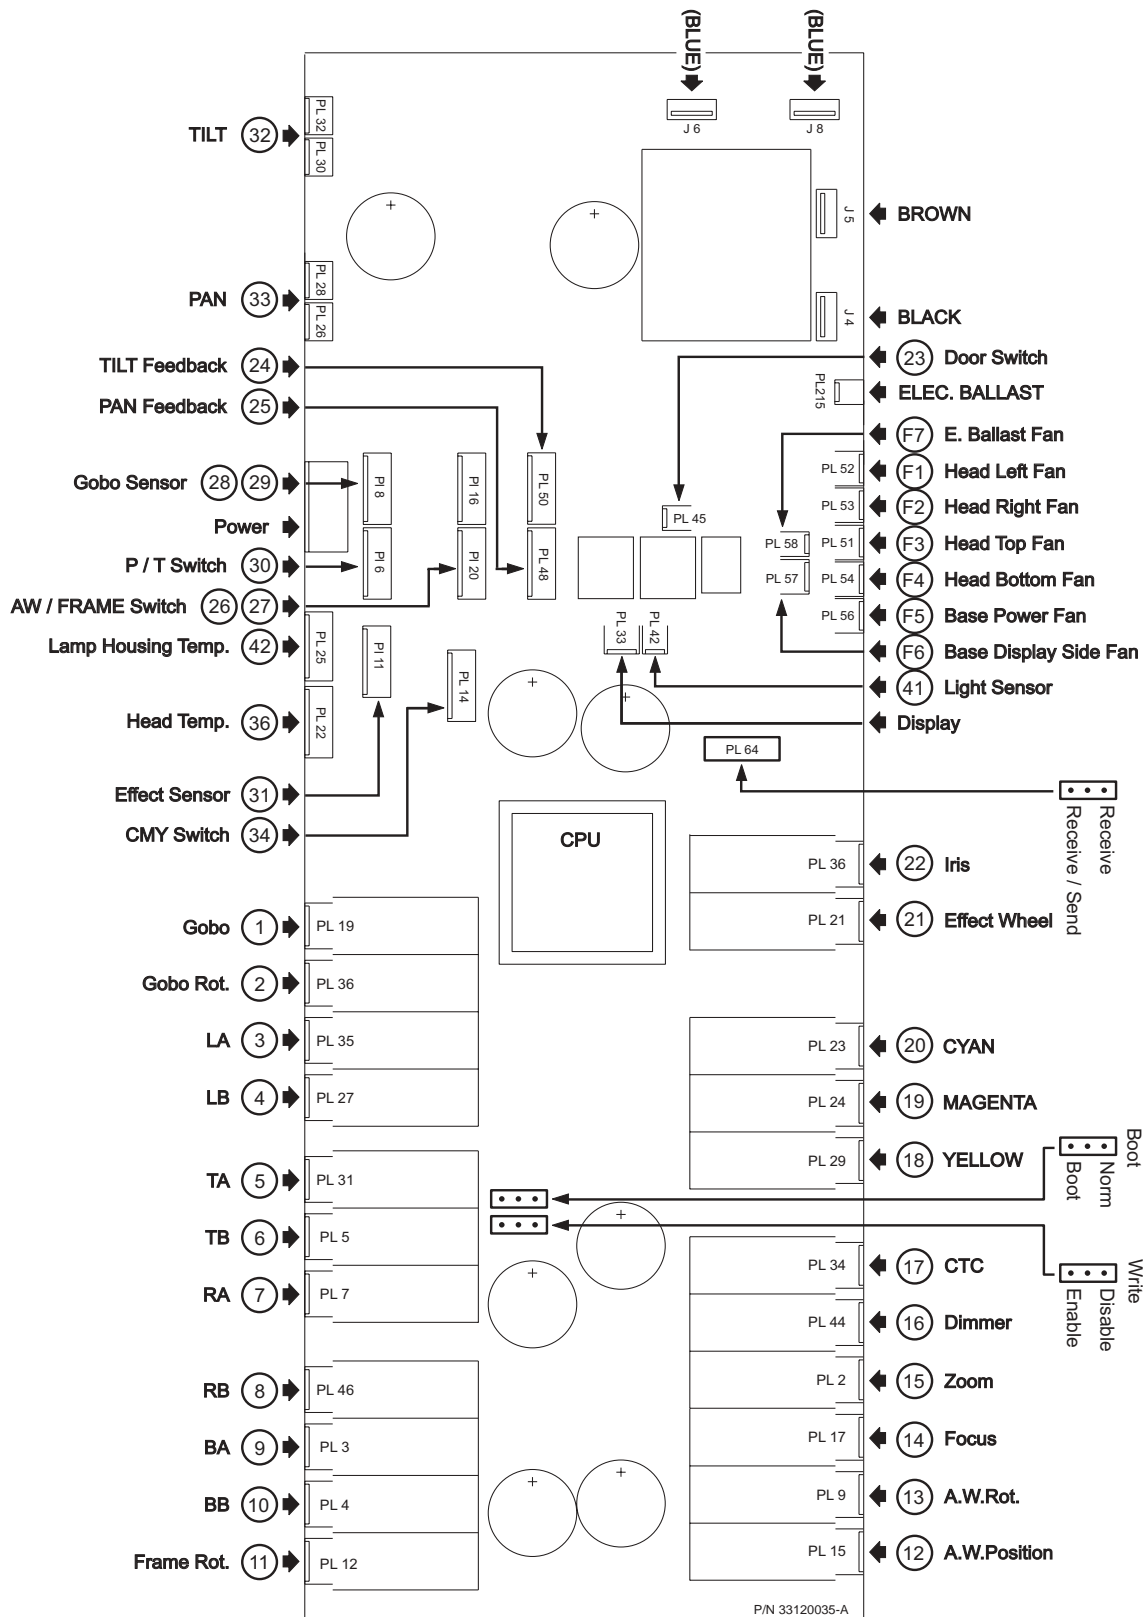 (BLUE)
(BLUE)
J 6
J 8
TILT 32
PL 32
PL 30
J 5
BROWN
PAN 33
PL 28
PL 26
J 4
BLACK
TILT Feedback 24
PAN Feedback 25
23 Door Switch
PL215
ELEC. BALLAST
F7 E. Ballast Fan
Gobo Sensor 28 29
PI 8
PI 16
PL 50
PL 45
PL 52
F1 Head Left Fan
PL 53
F2 Head Right Fan
Power
PL 58
PL 51
F3 Head Top Fan
P / T Switch 30
PI 6
PI 20
PL 48
PL 57
PL 54
F4 Head Bottom Fan
AW / FRAME Switch 26 27
PL 56
F5 Base Power Fan
Lamp Housing Temp. 42
PL 25
PI 11
PL 14
PL 33
PL 42
F6 Base Display Side Fan
41 Light Sensor
Head Temp. 36
PL 22
Display
PL 64
Effect Sensor 31
CMY Switch 34
Receive
Receive / Send
CPU
PL 36
22 Iris
PL 21
21 Effect Wheel
Gobo 1
PL 19
Gobo Rot. 2
PL 36
LA 3
PL 35
PL 23
20 CYAN
LB 4
PL 27
PL 24
19 MAGENTA
PL 29
18 YELLOW
Boot
Norm
Boot
TA 5
PL 31
TB 6
PL 5
RA 7
PL 7
PL 34
17 CTC
Write
Disable
Enable
PL 44
16 Dimmer
RB 8
PL 46
PL 2
15 Zoom
BA 9
PL 3
PL 17
14 Focus
BB 10
PL 4
PL 9
13 A.W.Rot.
Frame Rot. 11
PL 12
PL 15
12 A.W.Position
P/N 33120035-A